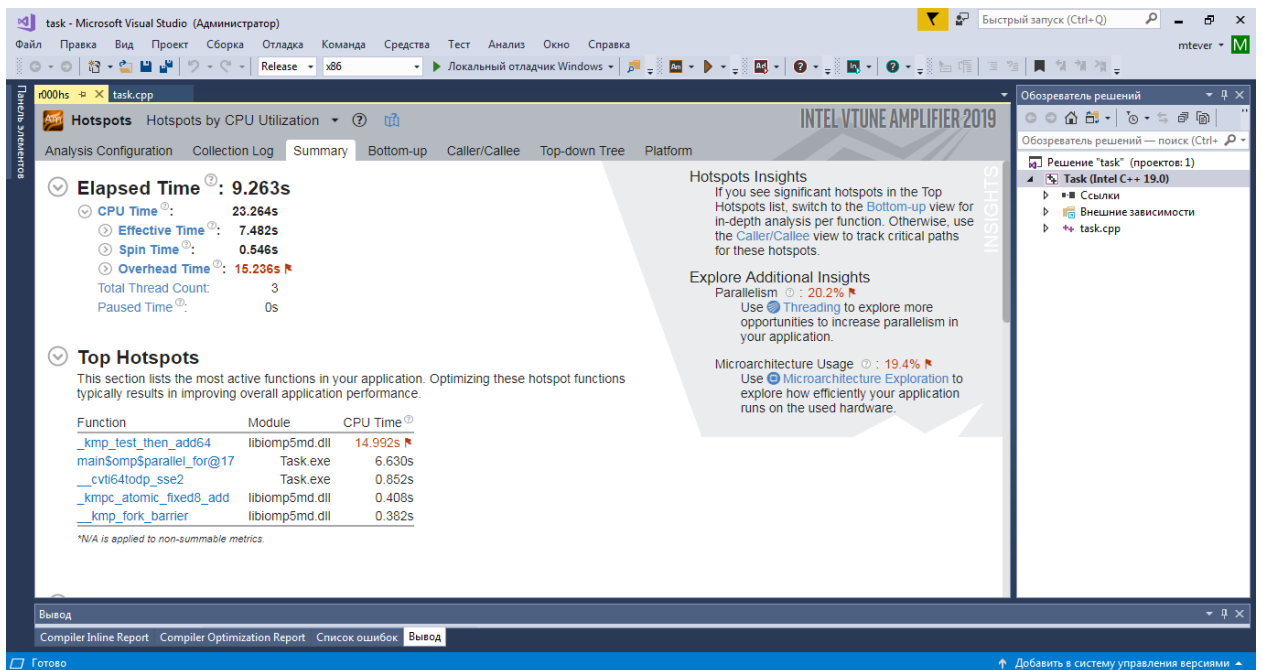 task - Microsoft Visual Studio (Администратор)
Быстрый запуск (Ctrl+Q)
Файл Правка Вид Проект Сборка Отладка Команда Средства Тест Анализ Окно Справка
mtever M
Release x86 Локальный отладчик Windows
Панель элементов
r000hs task.cpp
Hotspots Hotspots by CPU Utilization
INTEL VTUNE AMPLIFIER 2019
Analysis Configuration Collection Log Summary Bottom-up Caller/Callee Top-down Tree Platform
Elapsed Time: 9.263s
CPU Time: 23.264s
Effective Time: 7.482s
Spin Time: 0.546s
Overhead Time: 15.236s
Total Thread Count: 3
Paused Time: 0s
Top Hotspots
This section lists the most active functions in your application. Optimizing these hotspot functions
typically results in improving overall application performance.
Function Module CPU Time
_kmp_test_then_add64 libiomp5md.dll 14.992s
main$omp$parallel_for@17 Task.exe 6.630s
__cvti64todp_sse2 Task.exe 0.852s
_kmpc_atomic_fixed8_add libiomp5md.dll 0.408s
__kmp_fork_barrier libiomp5md.dll 0.382s
*N/A is applied to non-summable metrics.
Hotspots Insights
If you see significant hotspots in the Top
Hotspots list, switch to the Bottom-up view for
in-depth analysis per function. Otherwise, use
the Caller/Callee view to track critical paths
for these hotspots.
Explore Additional Insights
Parallelism : 20.2%
Use Threading to explore more
opportunities to increase parallelism in
your application.
Microarchitecture Usage : 19.4%
Use Microarchitecture Exploration to
explore how efficiently your application
runs on the used hardware.
INSIGHTS
Обозреватель решений
Обозреватель решений — поиск (Ctrl+
Решение "task" (проектов: 1)
Task (Intel C++ 19.0)
Ссылки
Внешние зависимости
task.cpp
Вывод
Compiler Inline Report Compiler Optimization Report Список ошибок Вывод
Готово
Добавить в систему управления версиями